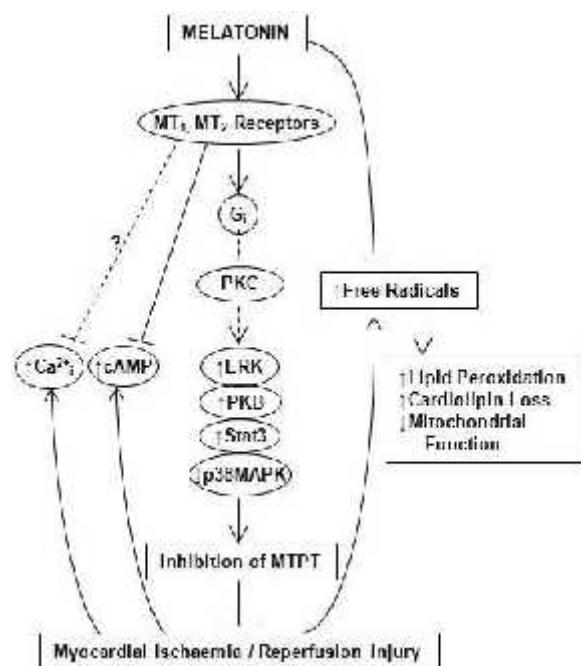 MELATONIN
MT₁, MT₂ Receptors
Gᵢ
?
PKC
↑Free Radicals
↑Ca²⁺ᵢ
↑cAMP
↑ERK
↑PKB
↑Stat3
↓p38MAPK
↑Lipid Peroxidation
↑Cardiolipin Loss
↓Mitochondrial
Function
Inhibition of MTPT
Myocardial Ischaemia / Reperfusion Injury